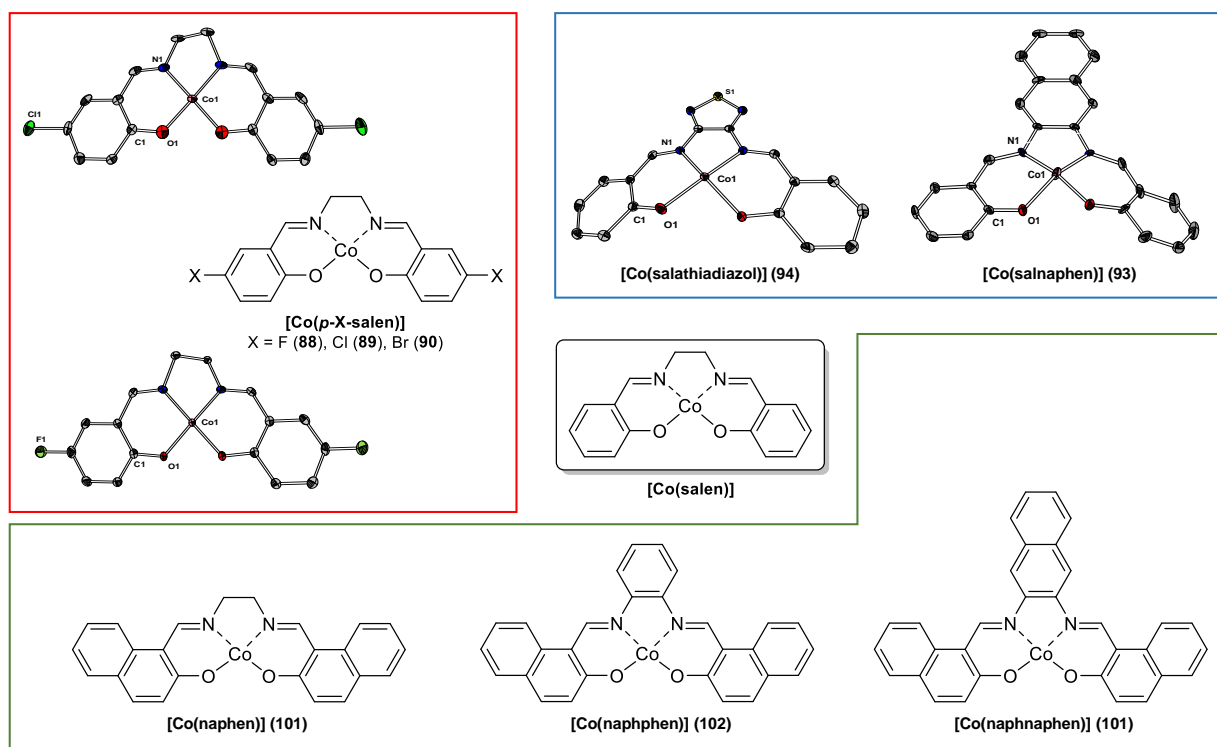 N1
Co1
Cl1
C1
O1
N
N
Co
X
O
O
X
[Co(p-X-salen)]
X = F (88), Cl (89), Br (90)
Co1
F1
C1
O1
S1
N1
Co1
C1
O1
[Co(salathiadiazol)] (94)
N1
Co1
C1
O1
[Co(salnaphen)] (93)
N
N
Co
O
O
[Co(salen)]
N
N
Co
O
O
[Co(naphen)] (101)
N
N
Co
O
O
[Co(naphphen)] (102)
N
N
Co
O
O
[Co(naphnaphen)] (101)